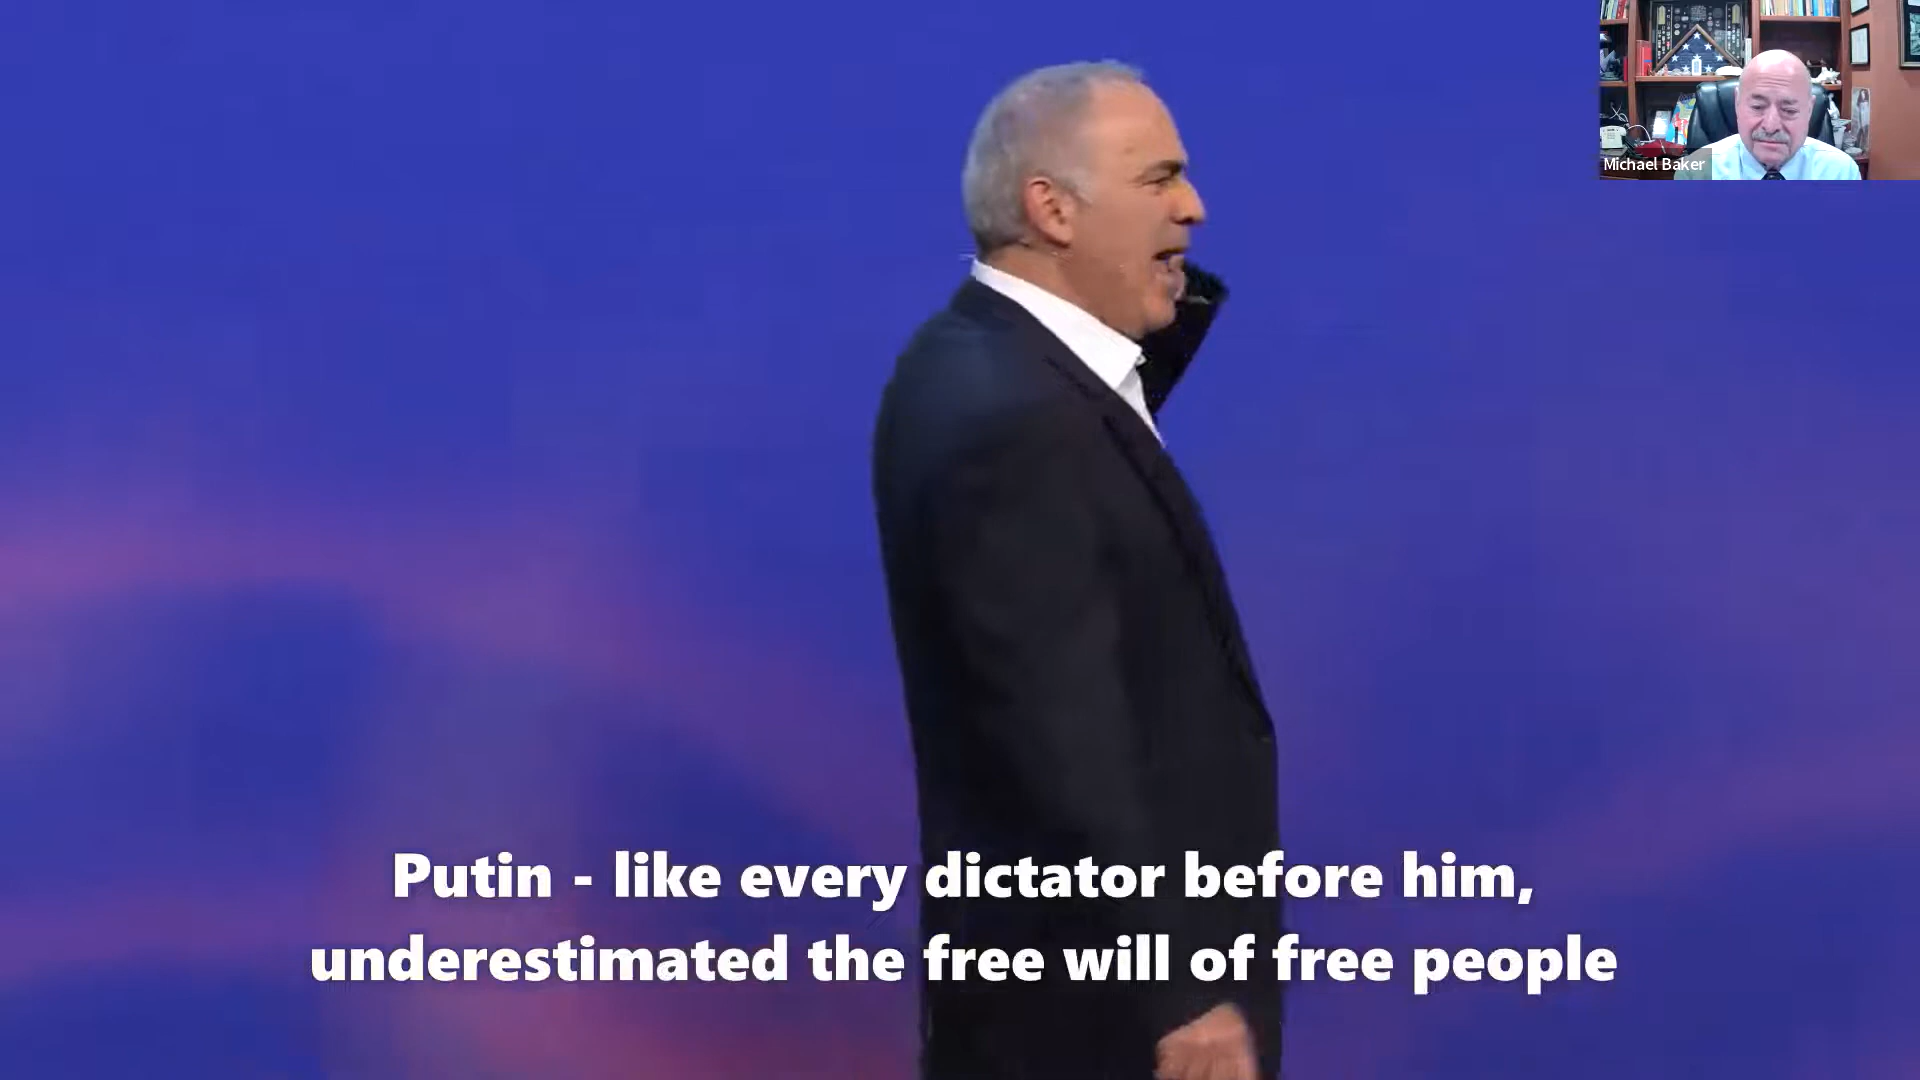 Michael Baker
Putin - like every dictator before him,
underestimated the free will of free people